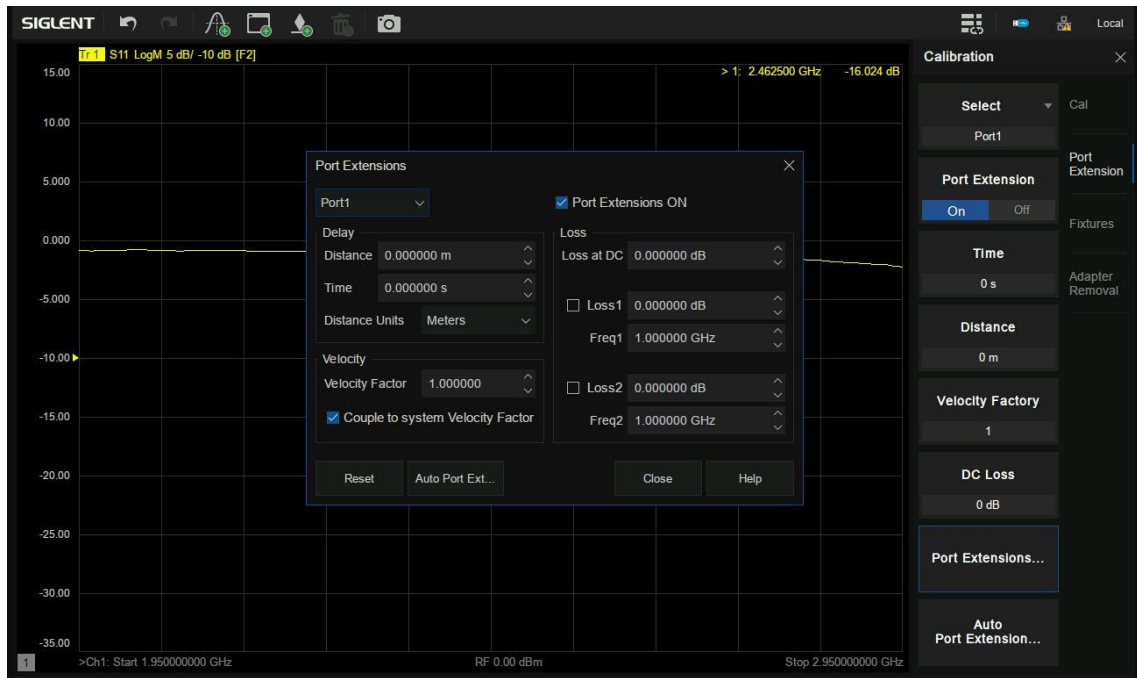 SIGLENT
Local
Tr 1 S11 LogM 5 dB/ -10 dB [F2]
> 1: 2.462500 GHz -16.024 dB
15.00
10.00
5.000
0.000
-5.000
-10.00
-15.00
-20.00
-25.00
-30.00
-35.00
Port Extensions
Port1
Port Extensions ON
Delay
Distance 0.000000 m
Time 0.000000 s
Distance Units Meters
Velocity
Velocity Factor 1.000000
Couple to system Velocity Factor
Loss
Loss at DC 0.000000 dB
Loss1 0.000000 dB
Freq1 1.000000 GHz
Loss2 0.000000 dB
Freq2 1.000000 GHz
Reset Auto Port Ext... Close Help
1 >Ch1: Start 1.950000000 GHz RF 0.00 dBm Stop 2.950000000 GHz
Calibration
Select
Port1
Port Extension
On Off
Time
0 s
Distance
0 m
Velocity Factory
1
DC Loss
0 dB
Port Extensions...
Auto
Port Extension...
Cal
Port
Extension
Fixtures
Adapter
Removal